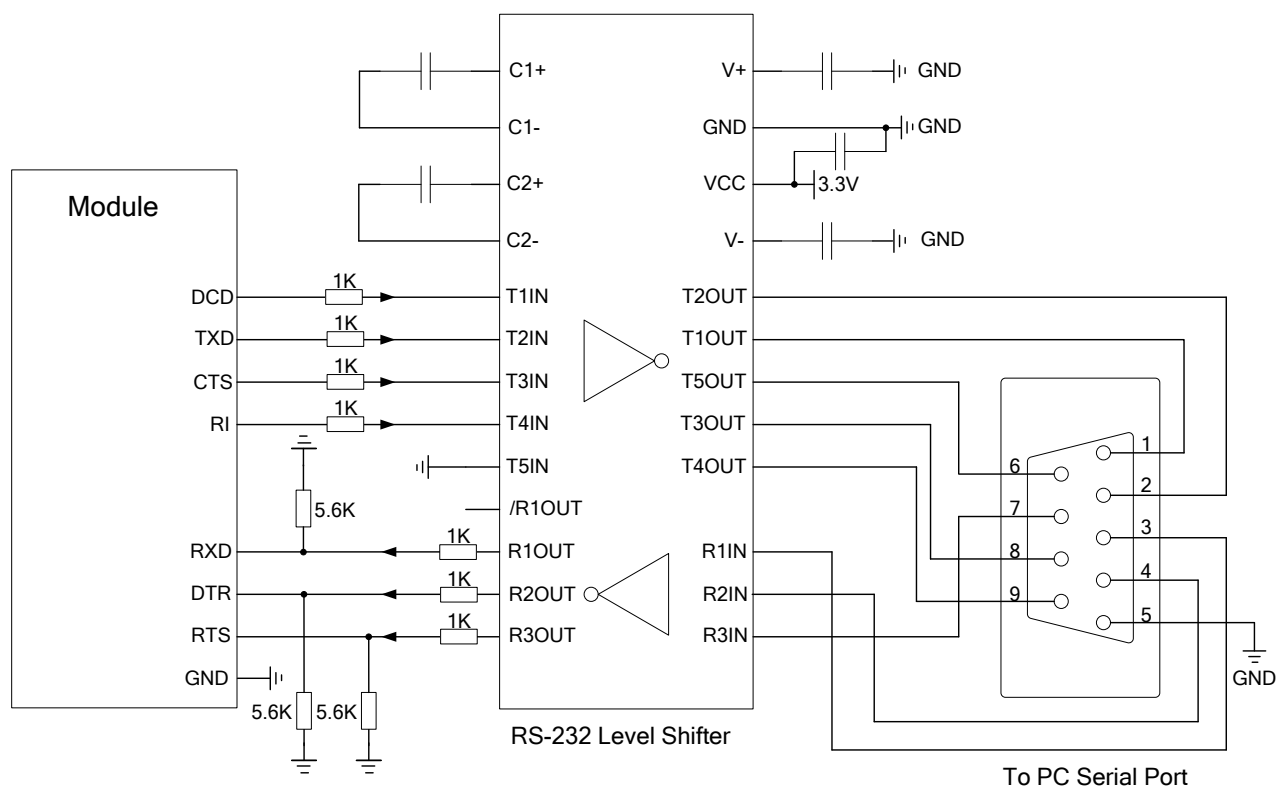 C1+
V+
GND
C1-
GND
GND
C2+
VCC
3.3V
Module
C2-
V-
GND
DCD
1K
T1IN
T2OUT
TXD
1K
T2IN
T1OUT
CTS
1K
T3IN
T5OUT
RI
1K
T4IN
T3OUT
T5IN
T4OUT
5.6K
/R1OUT
RXD
1K
R1OUT
R1IN
DTR
1K
R2OUT
R2IN
RTS
1K
R3OUT
R3IN
GND
5.6K
5.6K
1
6
2
7
3
8
4
9
5
GND
RS-232 Level Shifter
To PC Serial Port